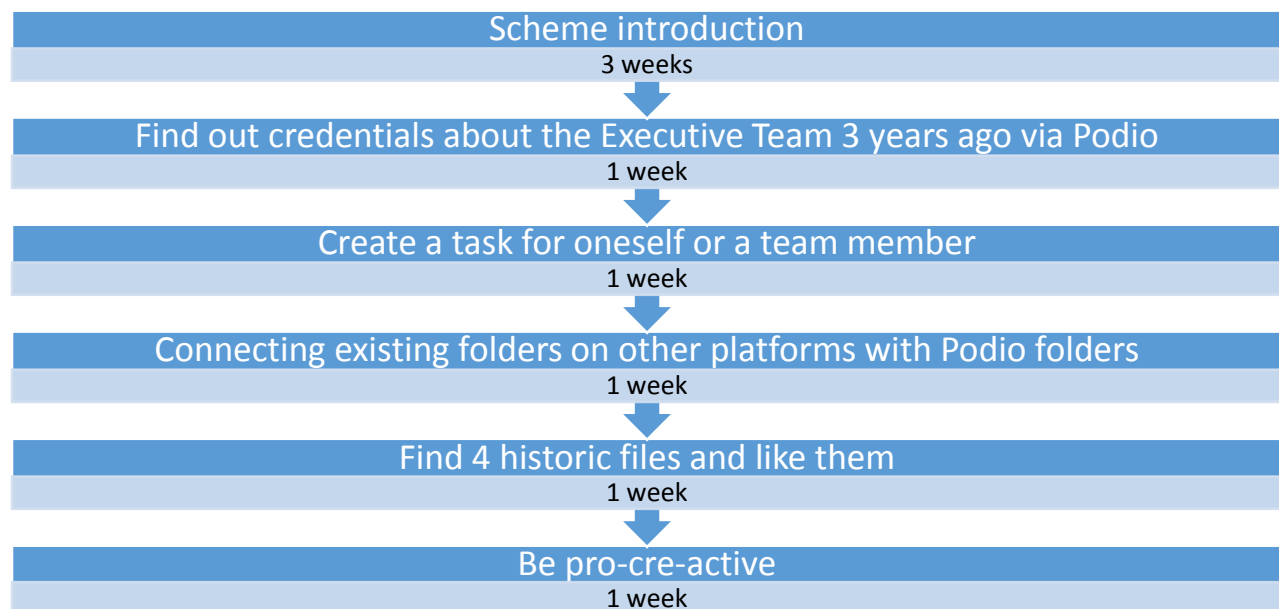 Scheme introduction
3 weeks
Find out credentials about the Executive Team 3 years ago via Podio
1 week
Create a task for oneself or a team member
1 week
Connecting existing folders on other platforms with Podio folders
1 week
Find 4 historic files and like them
1 week
Be pro-cre-active
1 week